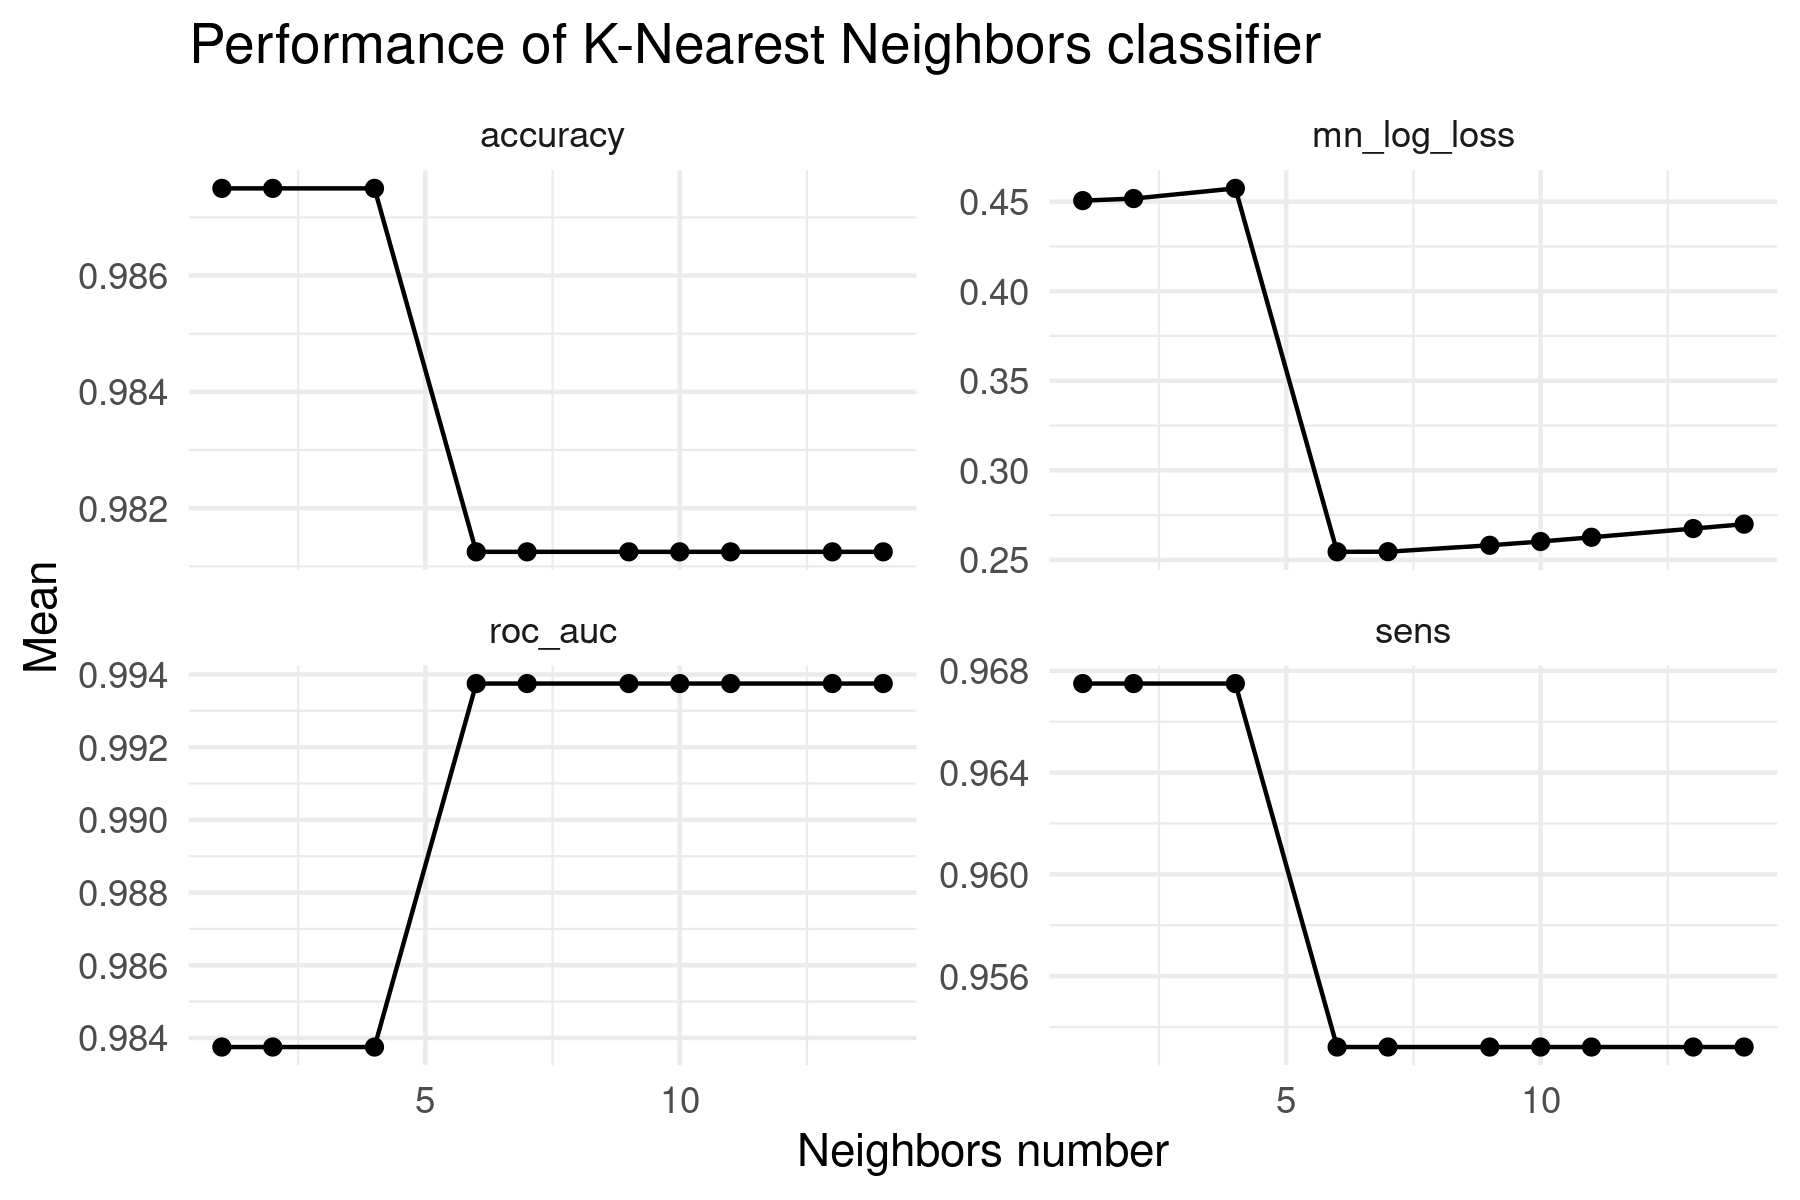 Performance of K-Nearest Neighbors classifier
accuracy
mn_log_loss
0.986
0.984
0.982
0.45
0.40
0.35
0.30
0.25
Mean
roc_auc
sens
0.994
0.992
0.990
0.988
0.986
0.984
0.968
0.964
0.960
0.956
5 10
5 10
Neighbors number